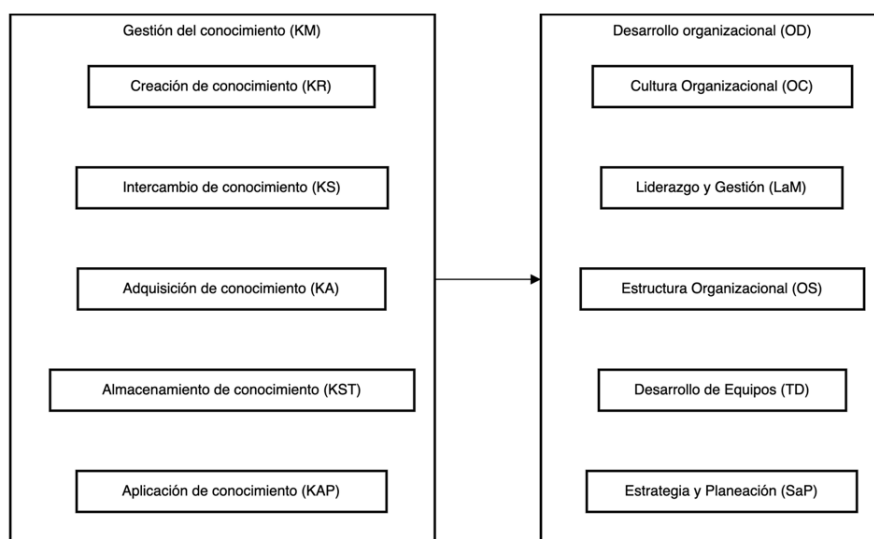 Gestión del conocimiento (KM)
Creación de conocimiento (KR)
Intercambio de conocimiento (KS)
Adquisición de conocimiento (KA)
Almacenamiento de conocimiento (KST)
Aplicación de conocimiento (KAP)
Desarrollo organizacional (OD)
Cultura Organizacional (OC)
Liderazgo y Gestión (LaM)
Estructura Organizacional (OS)
Desarrollo de Equipos (TD)
Estrategia y Planeación (SaP)